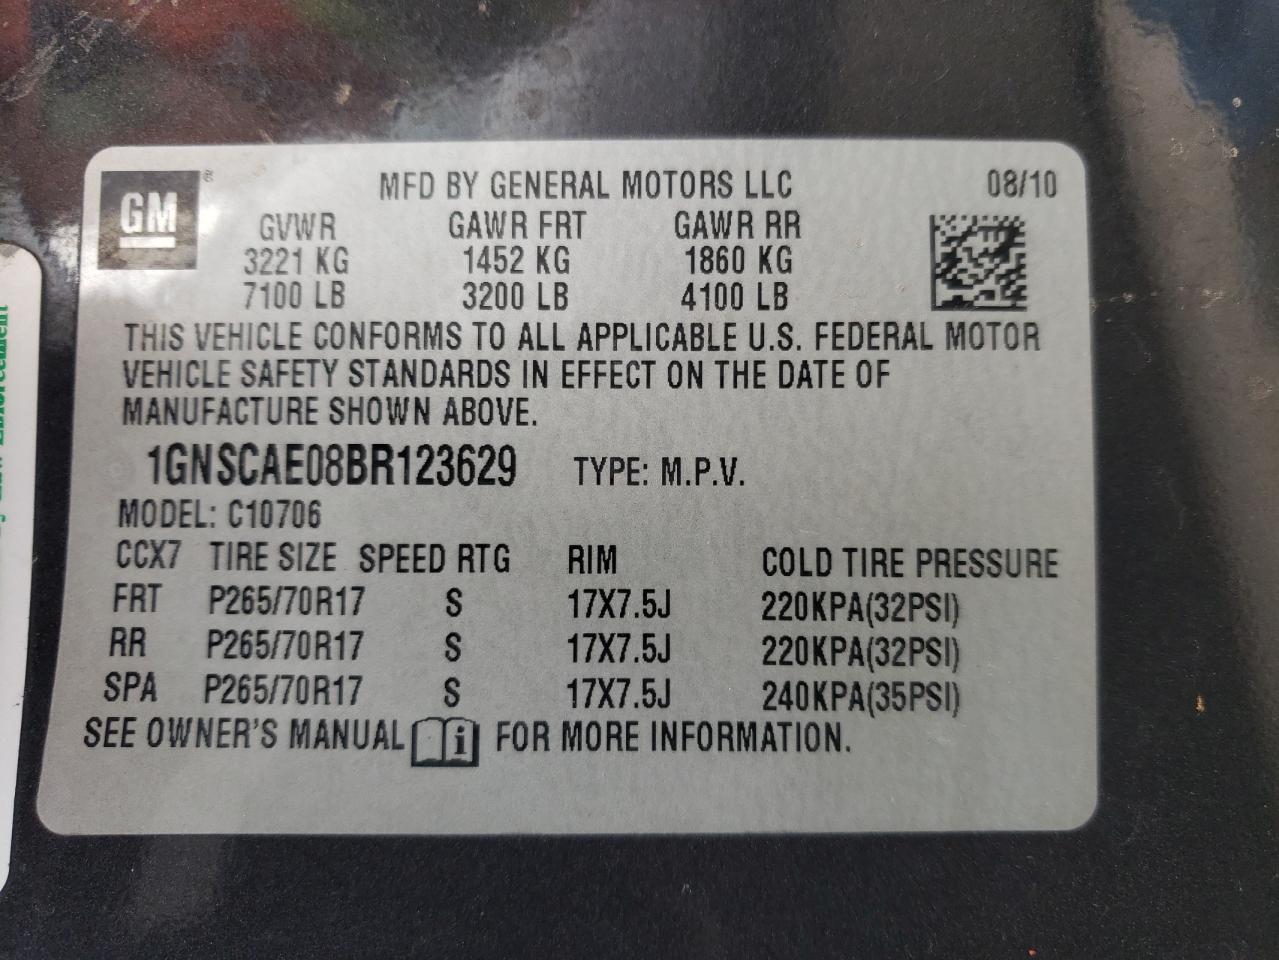 GM ®
MFD BY GENERAL MOTORS LLC 08/10
GVWR GAWR FRT GAWR RR
3221 KG 1452 KG 1860 KG
7100 LB 3200 LB 4100 LB
THIS VEHICLE CONFORMS TO ALL APPLICABLE U.S. FEDERAL MOTOR
VEHICLE SAFETY STANDARDS IN EFFECT ON THE DATE OF
MANUFACTURE SHOWN ABOVE.
1GNSCAE08BR123629 TYPE: M.P.V.
MODEL: C10706
CCX7 TIRE SIZE SPEED RTG RIM COLD TIRE PRESSURE
FRT P265/70R17 S 17X7.5J 220KPA(32PSI)
RR P265/70R17 S 17X7.5J 220KPA(32PSI)
SPA P265/70R17 S 17X7.5J 240KPA(35PSI)
SEE OWNER'S MANUAL i FOR MORE INFORMATION.